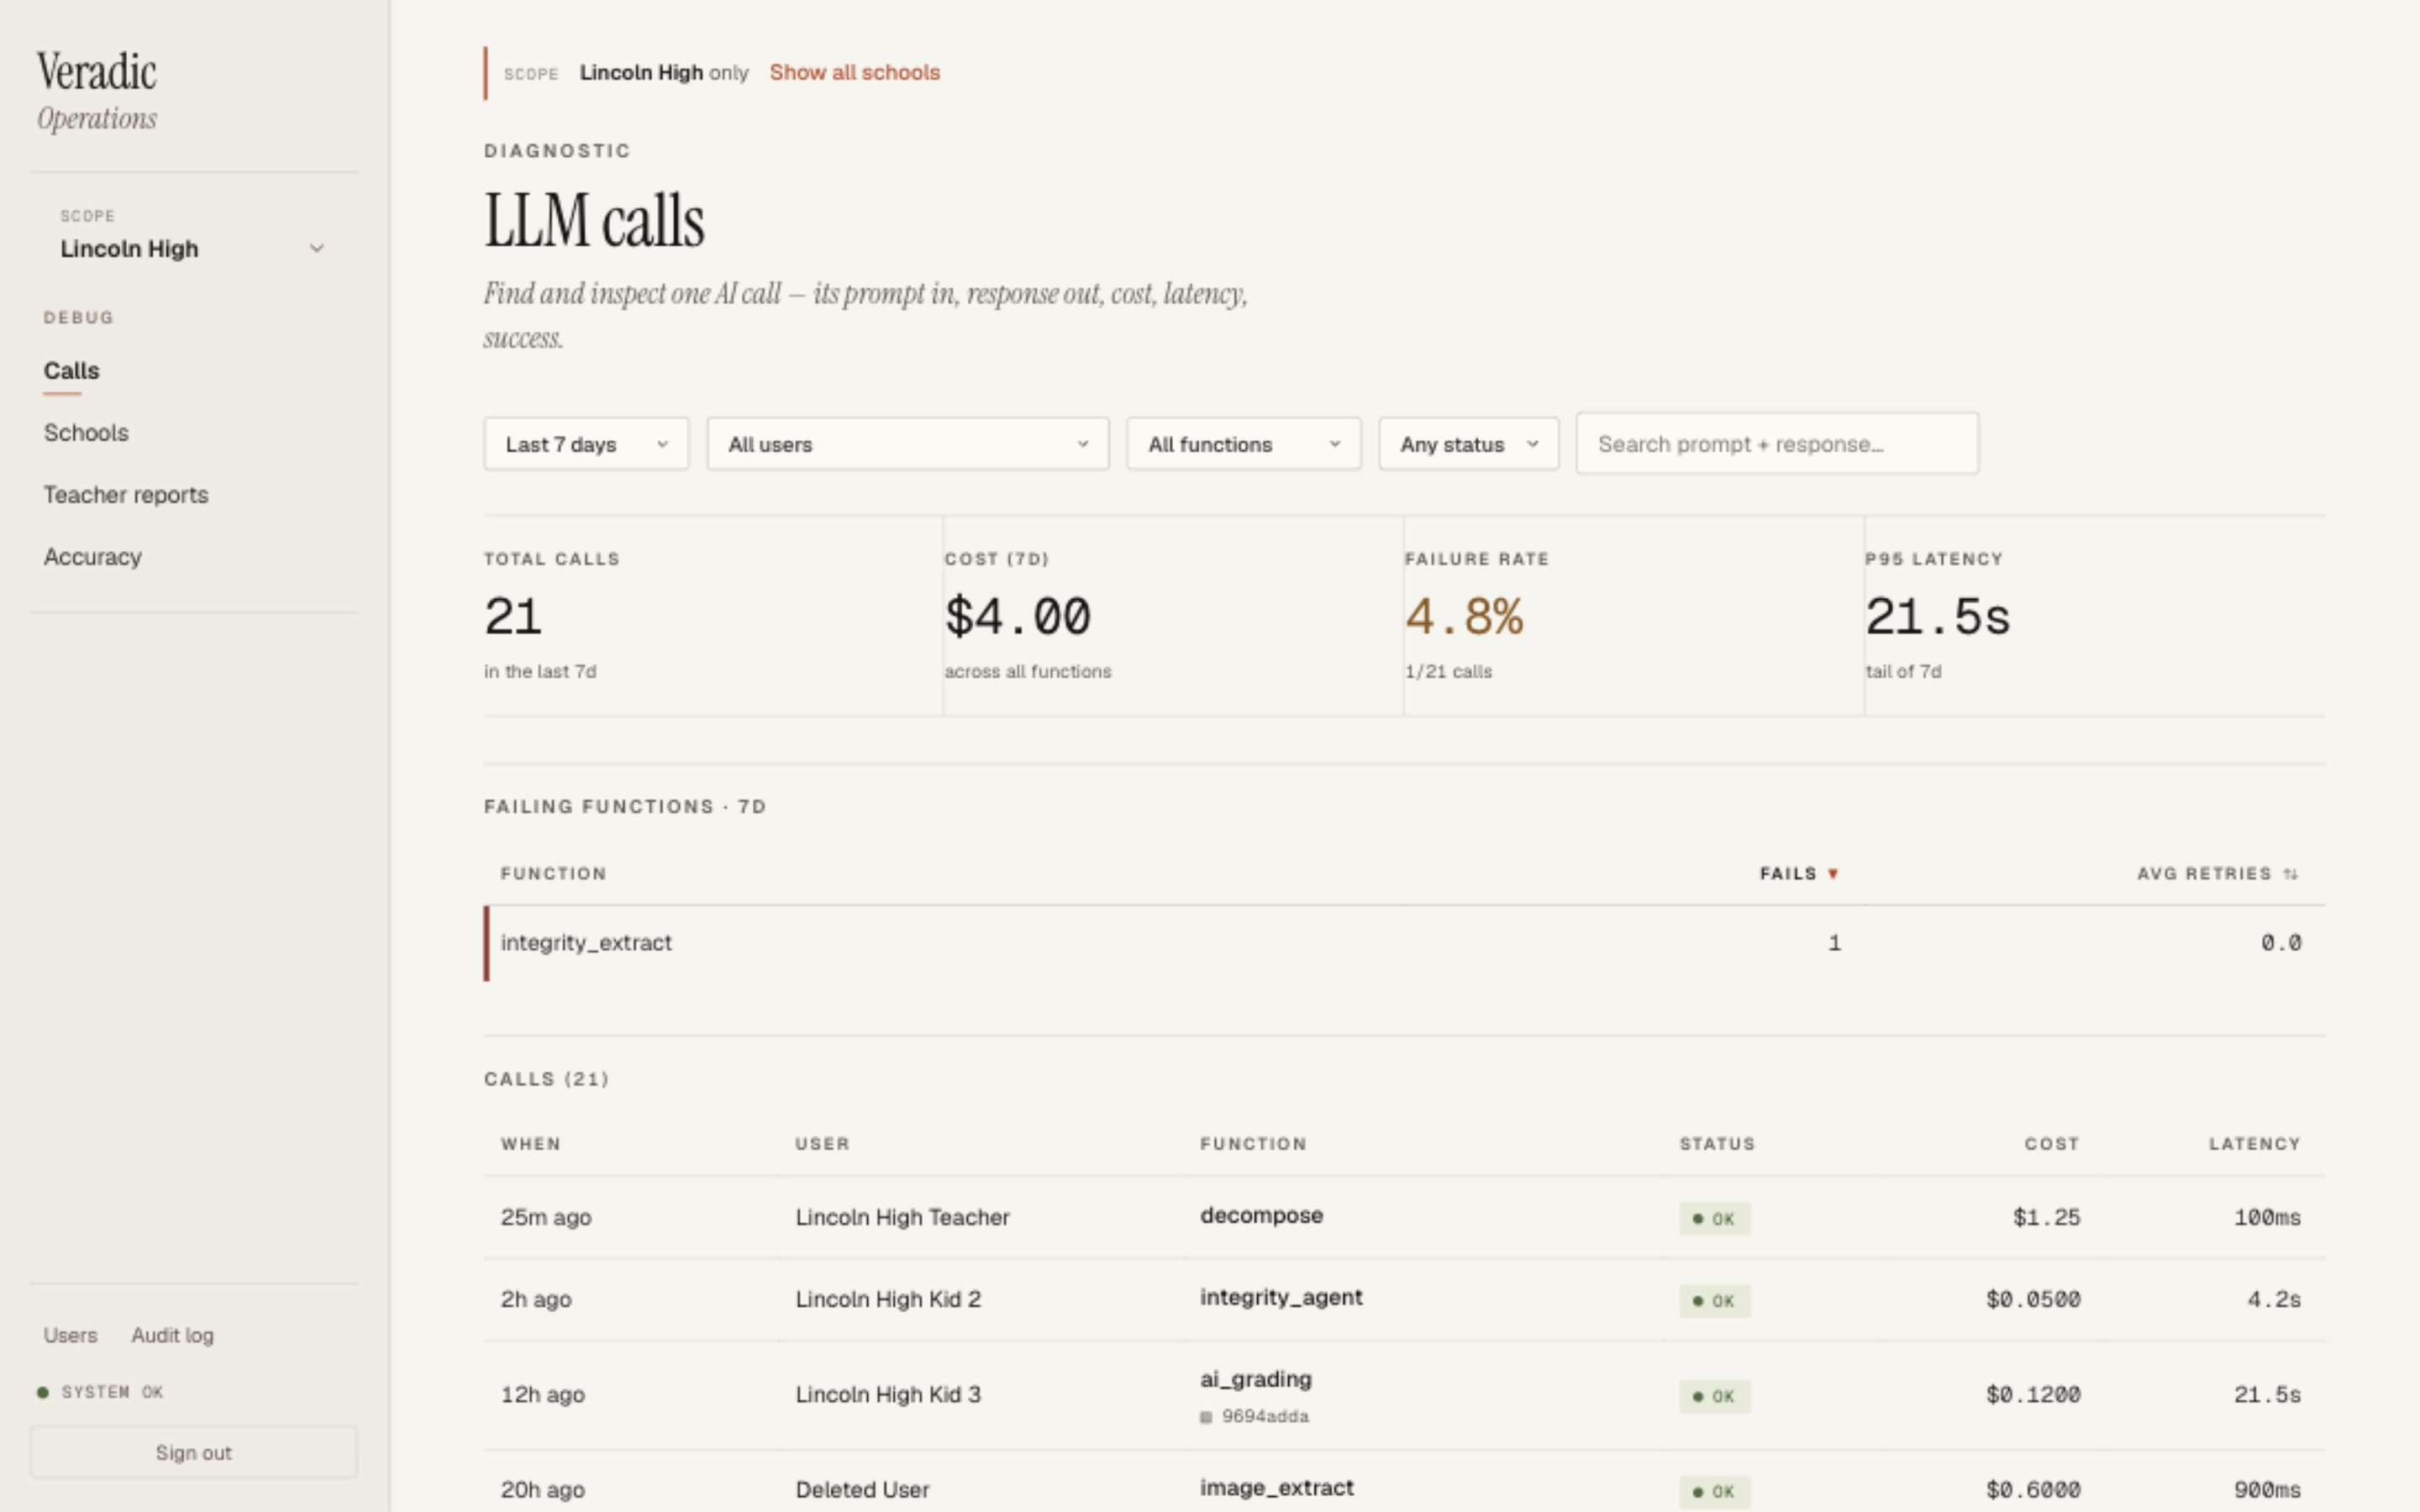 Veradic
Operations
SCOPE
Lincoln High
DEBUG
Calls
Schools
Teacher reports
Accuracy
Users Audit log
SYSTEM OK
Sign out
SCOPE Lincoln High only Show all schools
DIAGNOSTIC
LLM calls
Find and inspect one AI call — its prompt in, response out, cost, latency,
success.
Last 7 days All users All functions Any status Search prompt + response...
TOTAL CALLS COST (7D) FAILURE RATE P95 LATENCY
21 $4.00 4.8% 21.5s
in the last 7d across all functions 1/21 calls tail of 7d
FAILING FUNCTIONS · 7D
FUNCTION FAILS ▼ AVG RETRIES ⇅
integrity_extract 1 0.0
CALLS (21)
WHEN USER FUNCTION STATUS COST LATENCY
25m ago Lincoln High Teacher decompose OK $1.25 100ms
2h ago Lincoln High Kid 2 integrity_agent OK $0.0500 4.2s
12h ago Lincoln High Kid 3 ai_grading OK $0.1200 21.5s
9694adda
20h ago Deleted User image_extract OK $0.6000 900ms